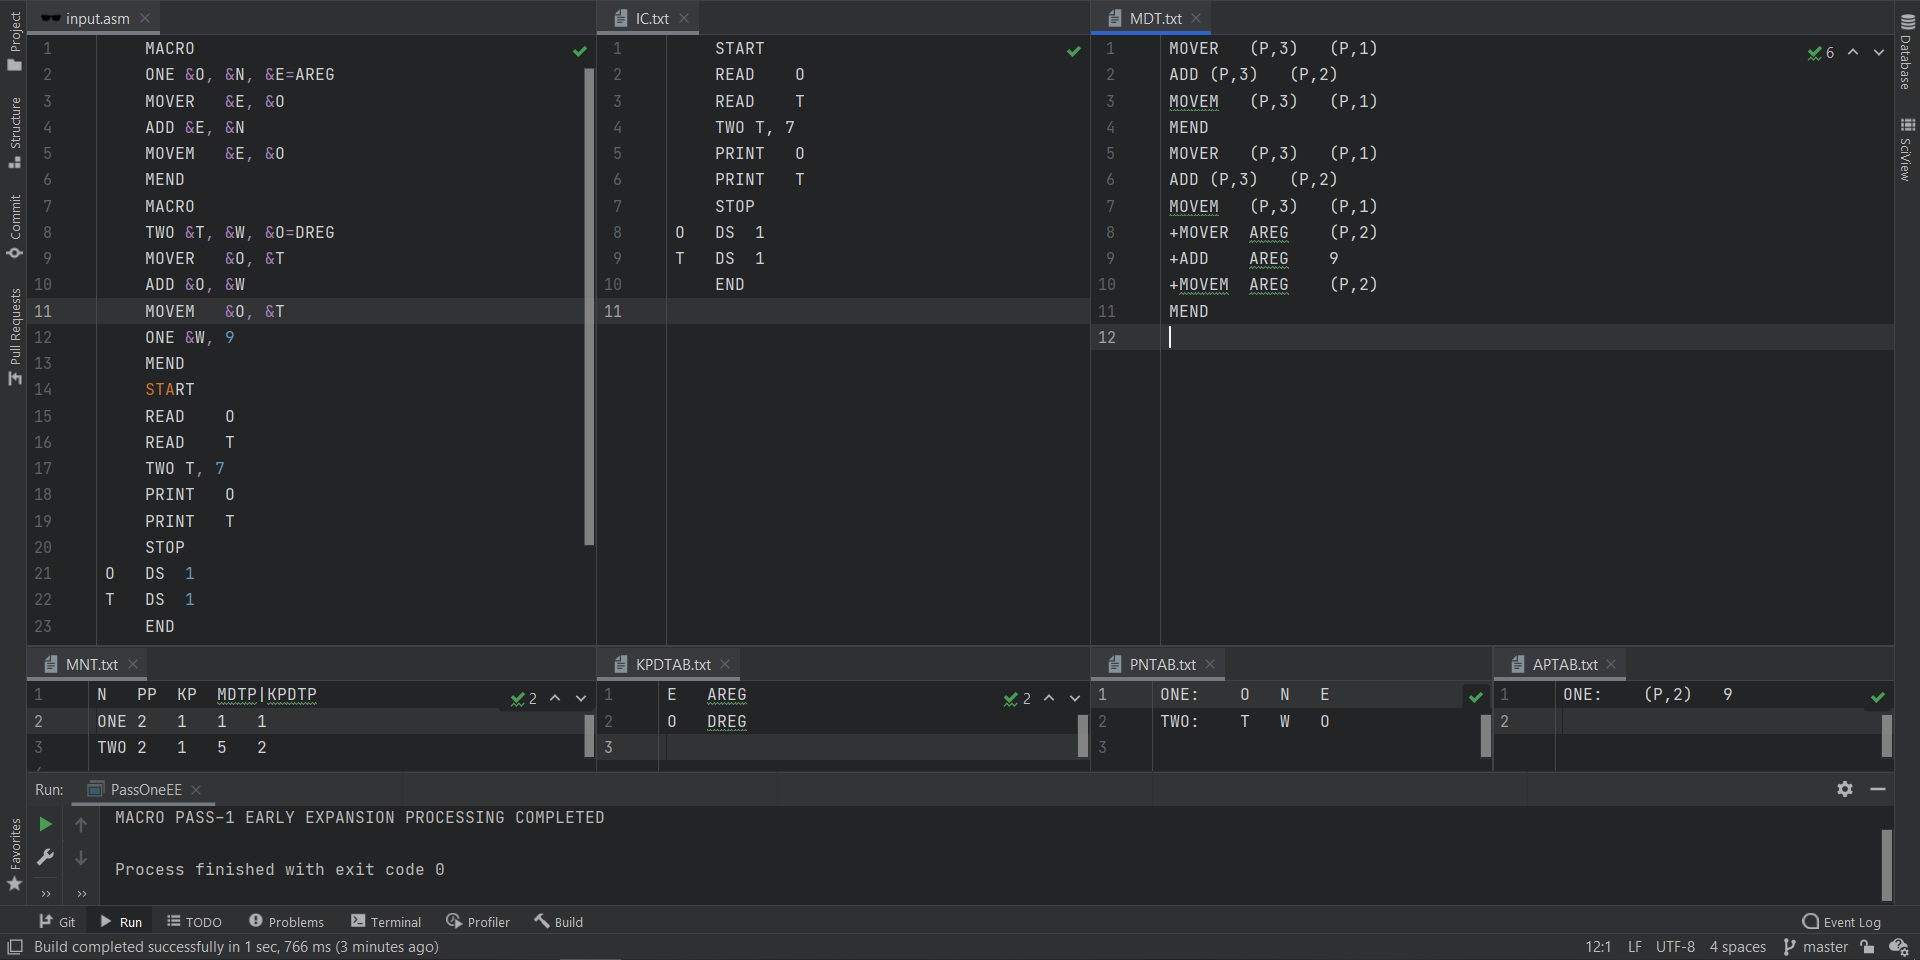 input.asm
1 MACRO
2 ONE &O, &N, &E=AREG
3 MOVER &E, &O
4 ADD &E, &N
5 MOVEM &E, &O
6 MEND
7 MACRO
8 TWO &T, &W, &O=DREG
9 MOVER &O, &T
10 ADD &O, &W
11 MOVEM &O, &T
12 ONE &W, 9
13 MEND
14 START
15 READ O
16 READ T
17 TWO T, 7
18 PRINT O
19 PRINT T
20 STOP
21 O DS 1
22 T DS 1
23 END
IC.txt
1 START
2 READ O
3 READ T
4 TWO T, 7
5 PRINT O
6 PRINT T
7 STOP
8 O DS 1
9 T DS 1
10 END
11
MDT.txt
6
1 MOVER (P,3) (P,1)
2 ADD (P,3) (P,2)
3 MOVEM (P,3) (P,1)
4 MEND
5 MOVER (P,3) (P,1)
6 ADD (P,3) (P,2)
7 MOVEM (P,3) (P,1)
8 +MOVER AREG (P,2)
9 +ADD AREG 9
10 +MOVEM AREG (P,2)
11 MEND
12
MNT.txt
2
1 N PP KP MDTP|KPDTP
2 ONE 2 1 1 1
3 TWO 2 1 5 2
KPDTAB.txt
2
1 E AREG
2 O DREG
3
PNTAB.txt
1 ONE: O N E
2 TWO: T W O
3
APTAB.txt
1 ONE: (P,2) 9
2
Project
Structure
Commit
Pull Requests
Favorites
Database
SciView
Run: PassOneEE
MACRO PASS-1 EARLY EXPANSION PROCESSING COMPLETED
Process finished with exit code 0
Git Run TODO Problems Terminal Profiler Build Event Log
Build completed successfully in 1 sec, 766 ms (3 minutes ago) 12:1 LF UTF-8 4 spaces master